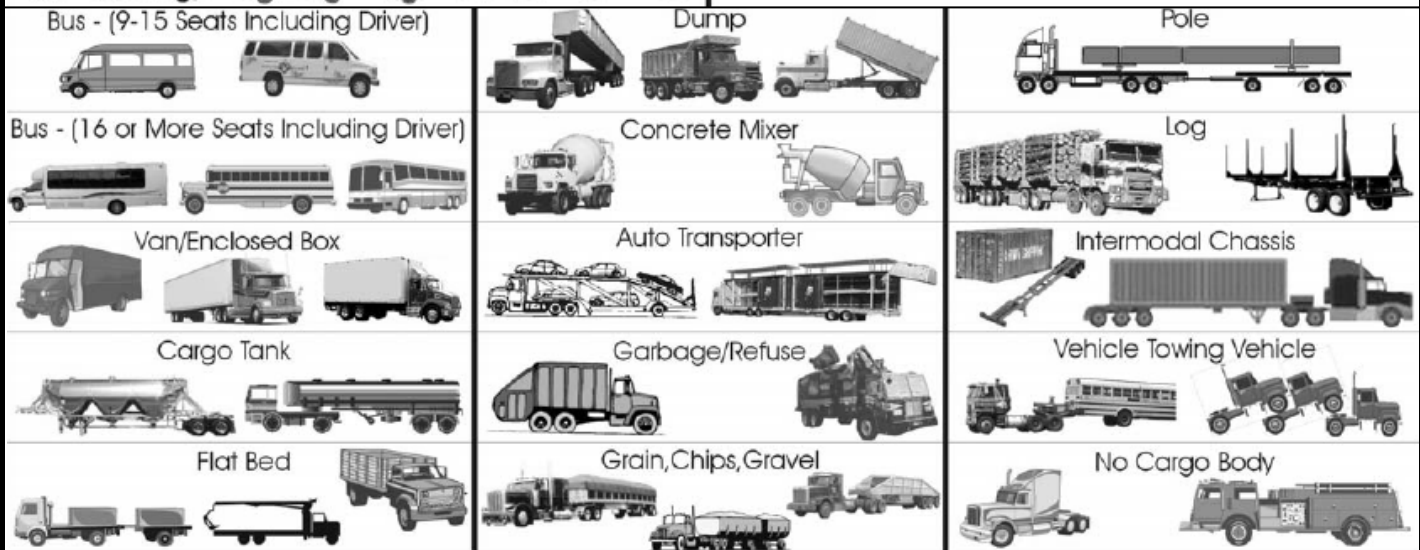 Bus - (9-15 Seats Including Driver)
Bus - (16 or More Seats Including Driver)
Van/Enclosed Box
Cargo Tank
Flat Bed
Dump
Concrete Mixer
Auto Transporter
Garbage/Refuse
Grain,Chips,Gravel
Pole
Log
Intermodal Chassis
Vehicle Towing Vehicle
No Cargo Body